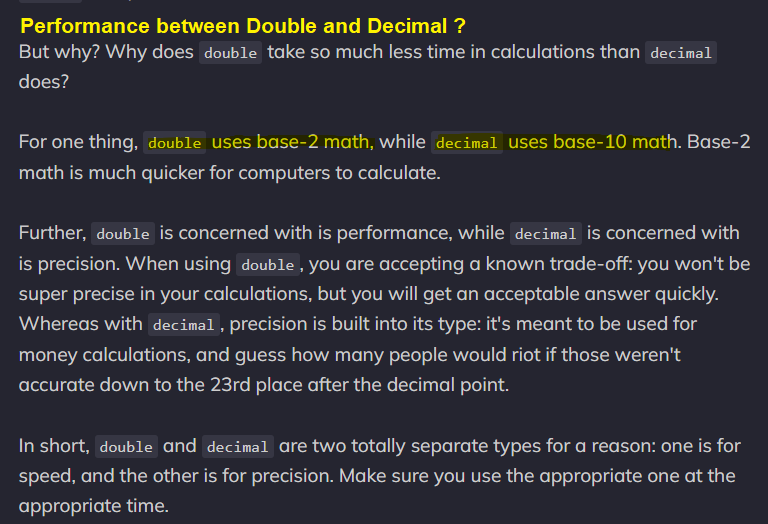 Performance between Double and Decimal ?
But why? Why does double take so much less time in calculations than decimal
does?
For one thing, double uses base-2 math, while decimal uses base-10 math. Base-2
math is much quicker for computers to calculate.
Further, double is concerned with is performance, while decimal is concerned with
is precision. When using double, you are accepting a known trade-off: you won't be
super precise in your calculations, but you will get an acceptable answer quickly.
Whereas with decimal, precision is built into its type: it's meant to be used for
money calculations, and guess how many people would riot if those weren't
accurate down to the 23rd place after the decimal point.
In short, double and decimal are two totally separate types for a reason: one is for
speed, and the other is for precision. Make sure you use the appropriate one at the
appropriate time.